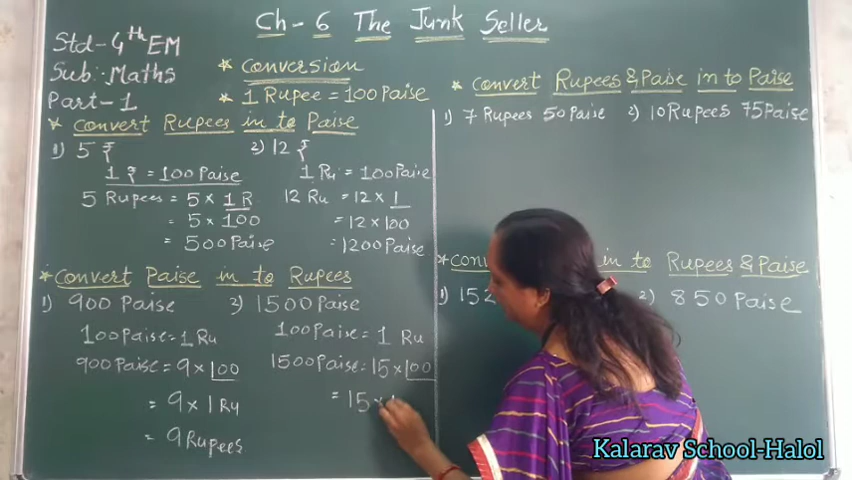 Ch - 6 The Junk Seller
Std - 4th EM
Sub: Maths
Part - 1
* Conversion
* 1 Rupee = 100 Paise
* Convert Rupees in to Paise
1) 5 ₹
1 ₹ = 100 Paise
5 Rupees = 5 × 1 R
= 5 × 100
= 500 Paise
2) 12 ₹
1 Ru = 100 Paise
12 Ru = 12 × 1
= 12 × 100
= 1200 Paise
* Convert Paise in to Rupees
1) 900 Paise
100 Paise = 1 Ru
900 Paise = 9 × 100
= 9 × 1 Ru
= 9 Rupees
2) 1500 Paise
100 Paise = 1 Ru
1500 Paise = 15 × 100
= 15 ×
* Convert Rupees & Paise in to Paise
1) 7 Rupees 50 Paise
2) 10 Rupees 75 Paise
in to Rupees & Paise
2) 850 Paise
Kalarav School-Halol